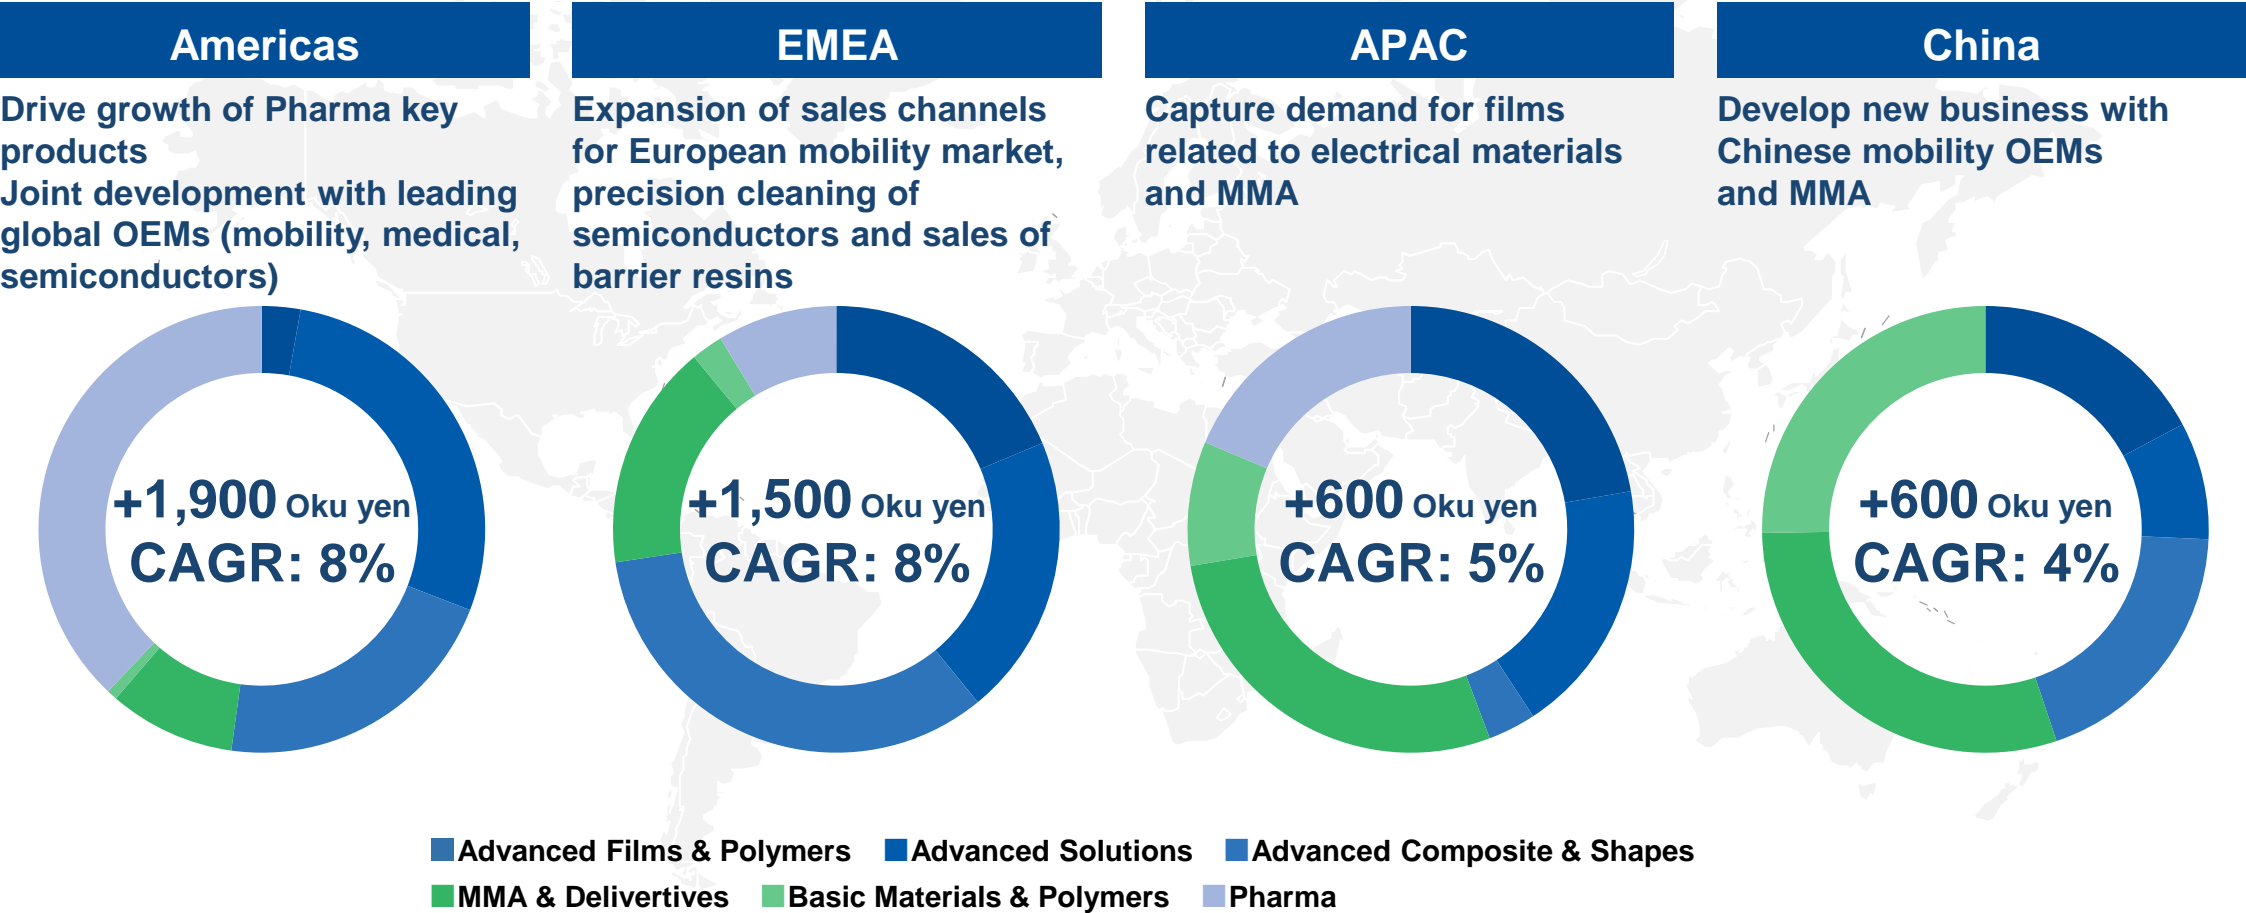 Americas
Drive growth of Pharma key
products
Joint development with leading
global OEMs (mobility, medical,
semiconductors)
+1,900 Oku yen
CAGR: 8%
EMEA
Expansion of sales channels
for European mobility market,
precision cleaning of
semiconductors and sales of
barrier resins
+1,500 Oku yen
CAGR: 8%
APAC
Capture demand for films
related to electrical materials
and MMA
+600 Oku yen
CAGR: 5%
China
Develop new business with
Chinese mobility OEMs
and MMA
+600 Oku yen
CAGR: 4%
Advanced Films & Polymers
Advanced Solutions
Advanced Composite & Shapes
MMA & Delivertives
Basic Materials & Polymers
Pharma